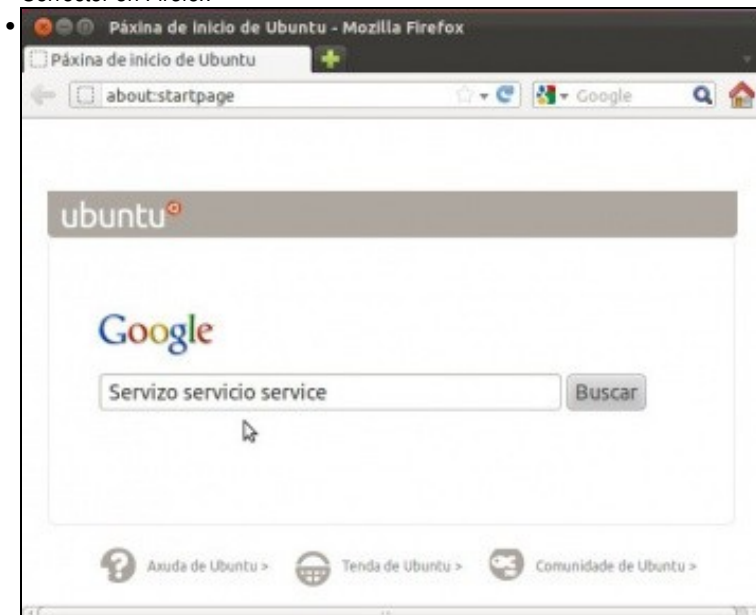 Páxina de inicio de Ubuntu - Mozilla Firefox
Páxina de inicio de Ubuntu
about:startpage
Google
ubuntu
Google
Servizo servicio service
Buscar
Axuda de Ubuntu >
Tenda de Ubuntu >
Comunidade de Ubuntu >